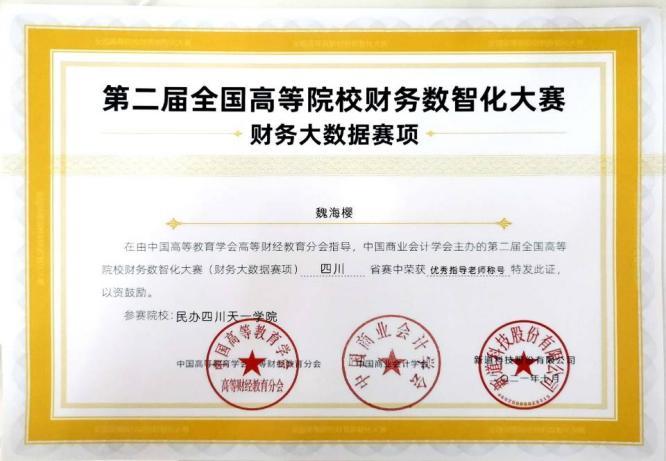 第二届全国高等院校财务数智化大赛
财务大数据赛项
魏海樱
在由中国高等教育学会高等财经教育分会指导，中国商业会计学会主办的第二届全国高等
院校财务数智化大赛（财务大数据赛项）四川省赛中荣获优秀指导老师称号特发此证，
以资鼓励。
参赛院校：民办四川天一学院
中国高等教育学会高等财经教育分会 中国商业会计学会 新道科技股份有限公司
二〇二一年十月
中国高等教育学会
高等财经教育分会
中国商业会计学会
新道科技股份有限公司